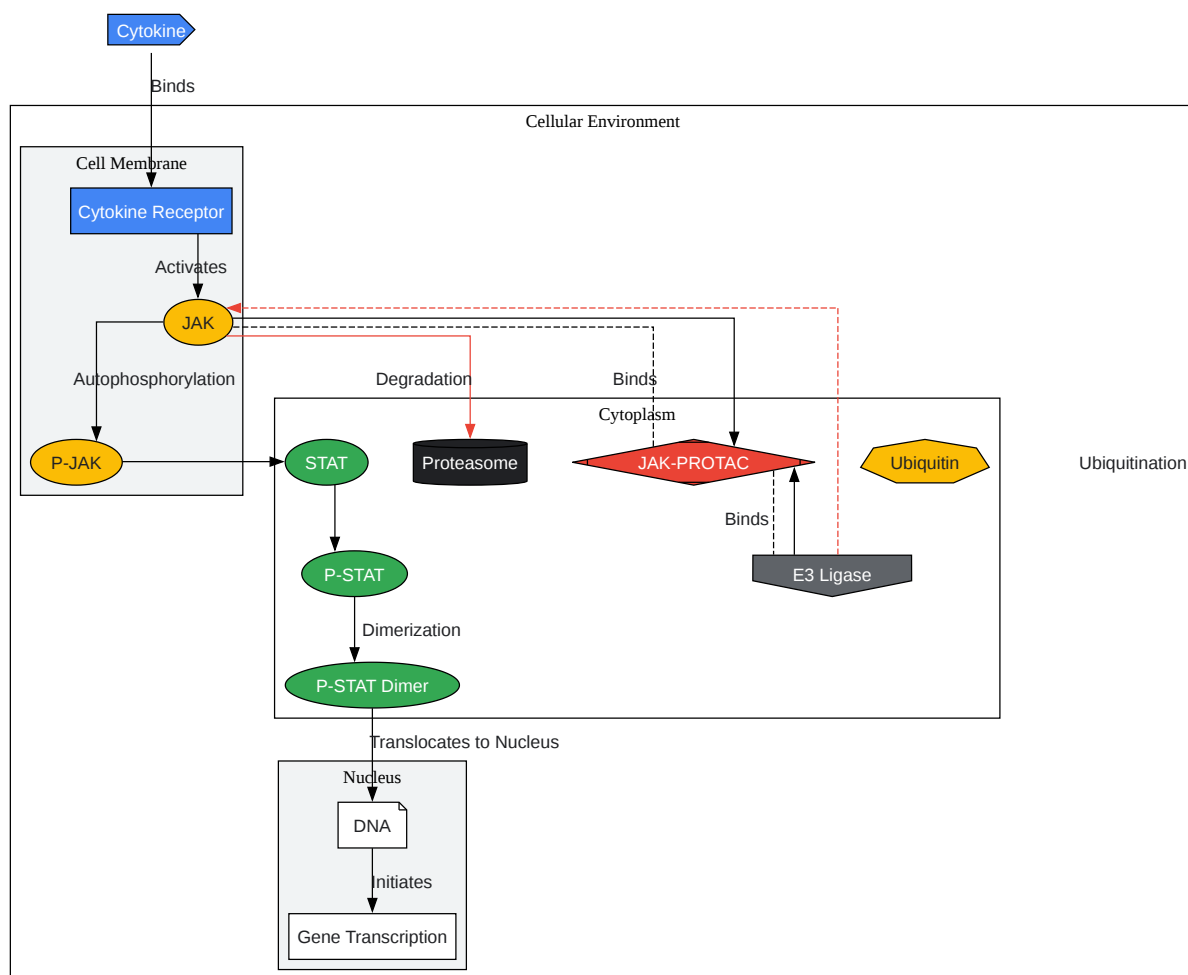 Cytokine
Binds
Cellular Environment
Cell Membrane
Cytokine Receptor
Activates
JAK
Autophosphorylation
Degradation
Binds
Cytoplasm
P-JAK
STAT
Proteasome
JAK-PROTAC
Ubiquitin
Ubiquitination
Binds
P-STAT
E3 Ligase
Dimerization
P-STAT Dimer
Translocates to Nucleus
Nucleus
DNA
Initiates
Gene Transcription